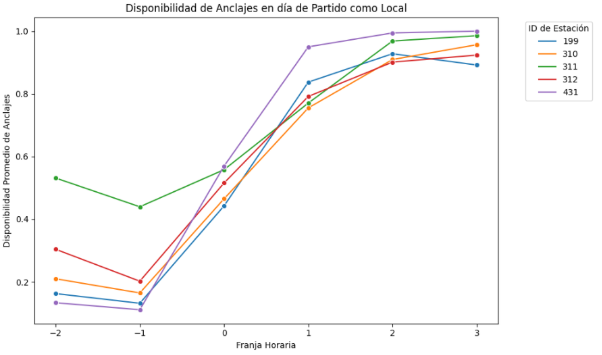 Disponibilidad de Anclajes en día de Partido como Local
ID de Estación
199
310
311
312
431
Disponibilidad Promedio de Anclajes
1.0
0.8
0.6
0.4
0.2
−2 −1 0 1 2 3
Franja Horaria